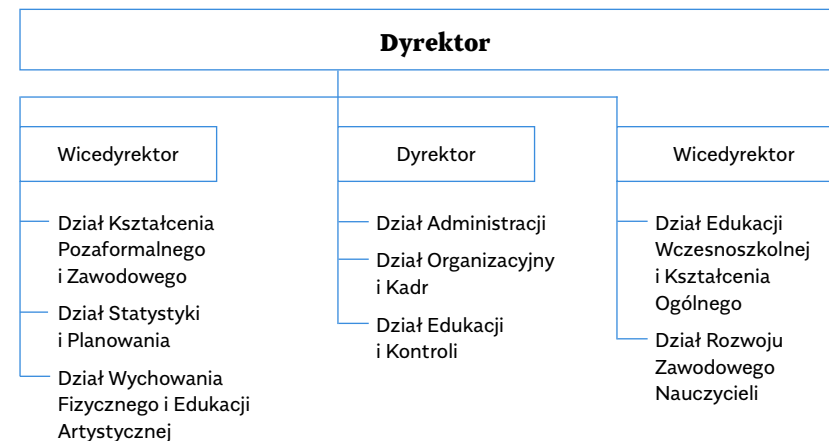 Dyrektor
Wicedyrektor
Dział Kształcenia
Pozaformalnego
i Zawodowego
Dział Statystyki
i Planowania
Dział Wychowania
Fizycznego i Edukacji
Artystycznej
Dyrektor
Dział Administracji
Dział Organizacyjny
i Kadr
Dział Edukacji
i Kontroli
Wicedyrektor
Dział Edukacji
Wczesnoszkolnej
i Kształcenia
Ogólnego
Dział Rozwoju
Zawodowego
Nauczycieli